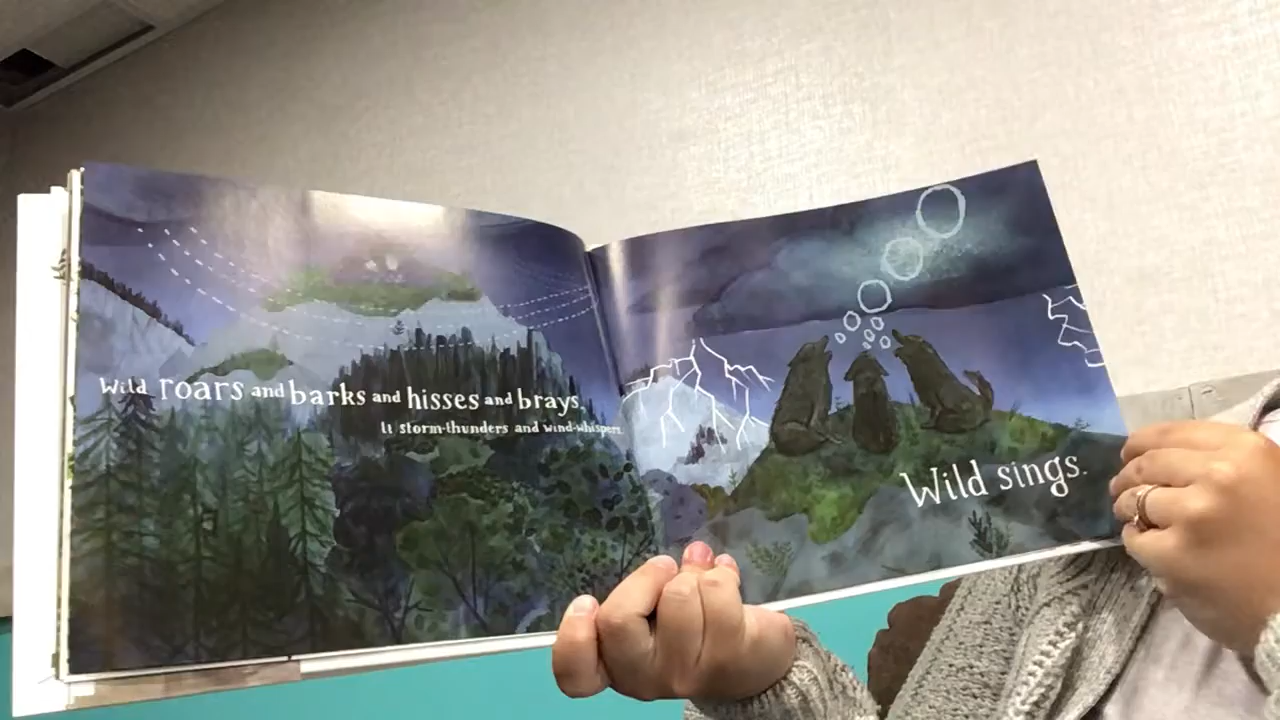 Wild roars and barks and hisses and brays.
It storm-thunders and wind-whispers.
Wild sings.